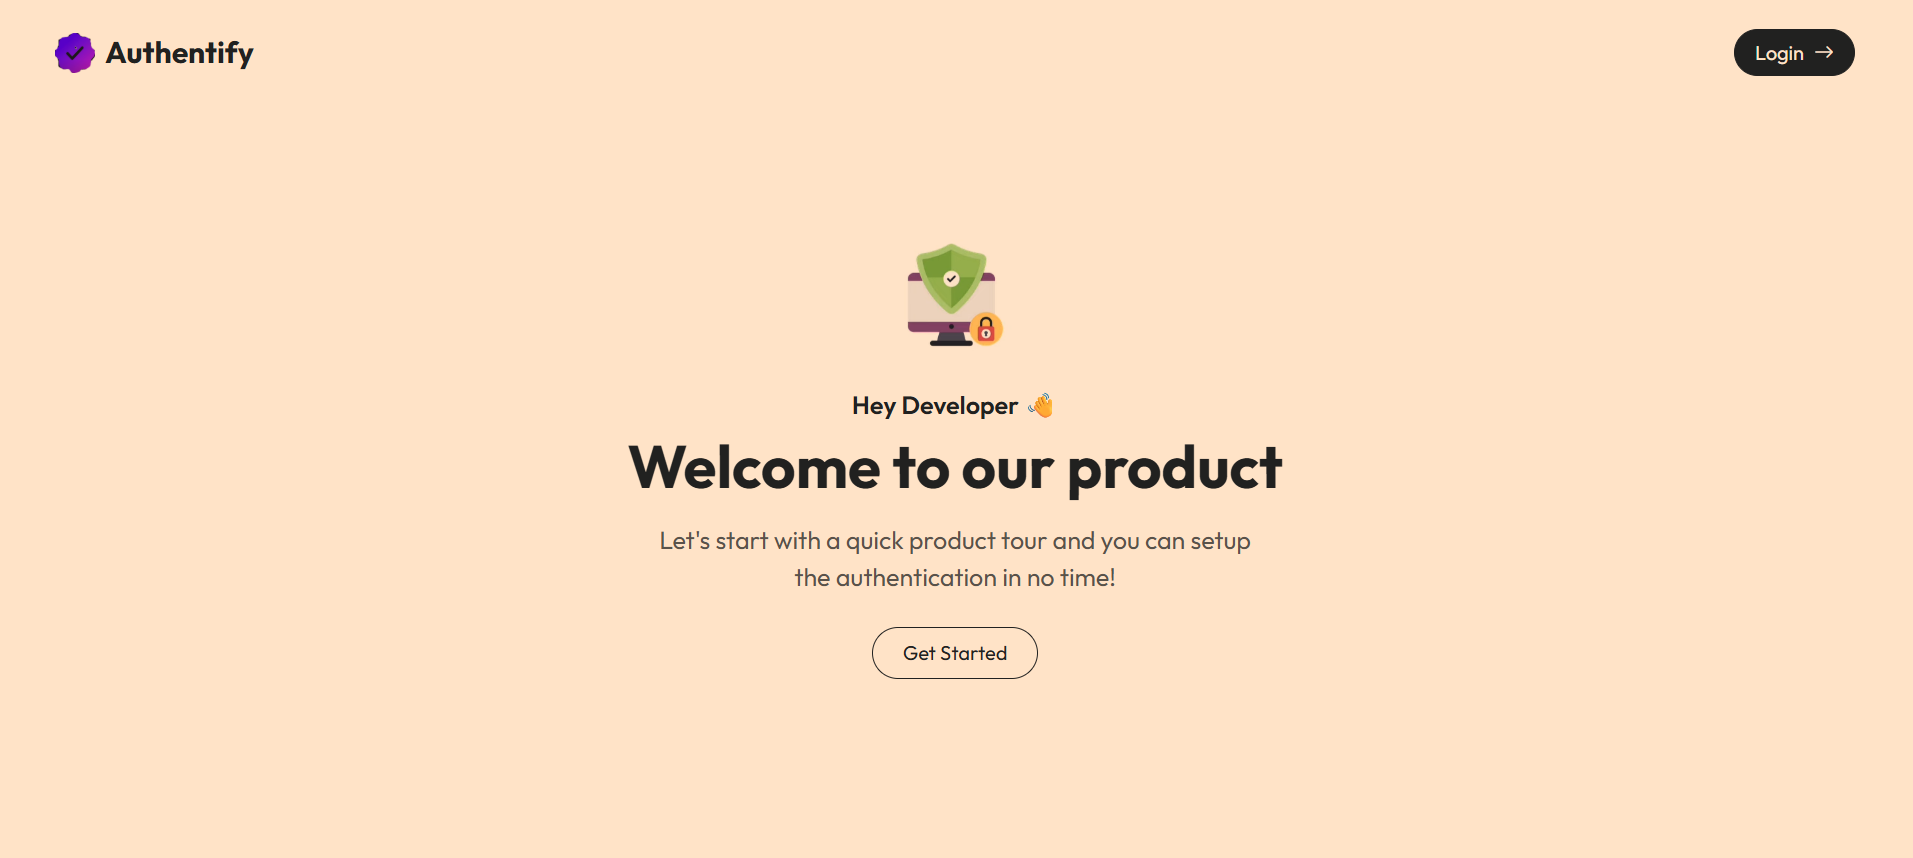 Authentify
Login →
Hey Developer 👋
Welcome to our product
Let's start with a quick product tour and you can setup
the authentication in no time!
Get Started